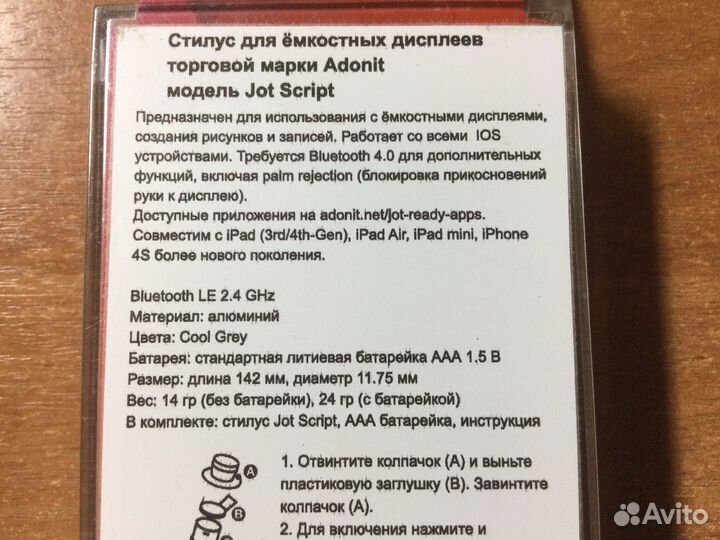 Стилус для ёмкостных дисплеев
торговой марки Adonit
модель Jot Script
Предназначен для использования с ёмкостными дисплеями,
создания рисунков и записей. Работает со всеми IOS
устройствами. Требуется Bluetooth 4.0 для дополнительных
функций, включая palm rejection (блокировка прикосновений
руки к дисплею).
Доступные приложения на adonit.net/jot-ready-apps.
Совместим с iPad (3rd/4th-Gen), iPad Air, iPad mini, iPhone
4S более нового поколения.
Bluetooth LE 2.4 GHz
Материал: алюминий
Цвета: Cool Grey
Батарея: стандартная литиевая батарейка AAA 1.5 В
Размер: длина 142 мм, диаметр 11.75 мм
Вес: 14 гр (без батарейки), 24 гр (с батарейкой)
В комплекте: стилус Jot Script, AAA батарейка, инструкция
1. Отвинтите колпачок (A) и выньте
пластиковую заглушку (B). Завинтите
колпачок (A).
2. Для включения нажмите и
A
B
Avito